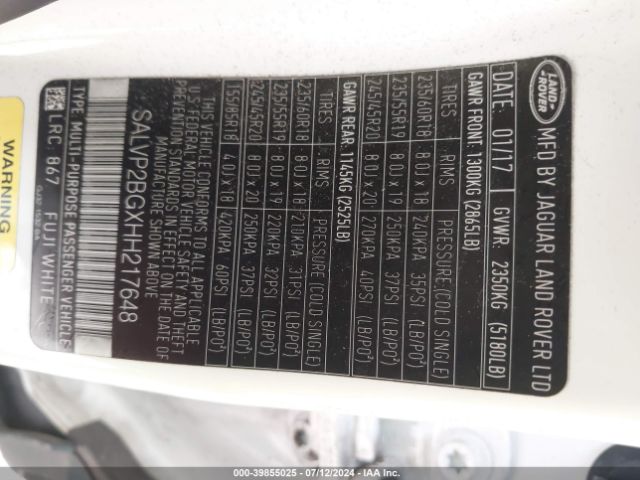 LAND
ROVER
MFD BY JAGUAR LAND ROVER LTD
DATE: 01/17 GVWR: 2350KG (5180LB)
GAWR FRONT: 1300KG (2865LB)
TIRES RIMS PRESSURE(COLD SINGLE)
235/60R18 8.0J x 18 240KPA 35PSI (LB/PO²)
235/55R19 8.0J x 19 250KPA 37PSI (LB/PO²)
245/45R20 8.0J x 20 270KPA 40PSI (LB/PO²)
GAWR REAR: 1145KG (2525LB)
TIRES RIMS PRESSURE (COLD SINGLE)
235/60R18 8.0J x 18 210KPA 31PSI (LB/PO²)
235/55R19 8.0J x 19 220KPA 32PSI (LB/PO²)
245/45R20 8.0J x 20 250KPA 37PSI (LB/PO²)
155/85R18 4.0J x 18 420KPA 60PSI (LB/PO²)
THIS VEHICLE CONFORMS TO ALL APPLICABLE
U.S. FEDERAL MOTOR VEHICLE SAFETY AND THEFT
PREVENTION STANDARDS IN EFFECT ON THE DATE OF
MANUFACTURE SHOWN ABOVE
SALVP2BGXHH217648
TYPE: MULTI-PURPOSE PASSENGER VEHICLE
LRC 867 FUJI WHITE
WARNING
000-39855025 - 07/12/2024 - IAA Inc.